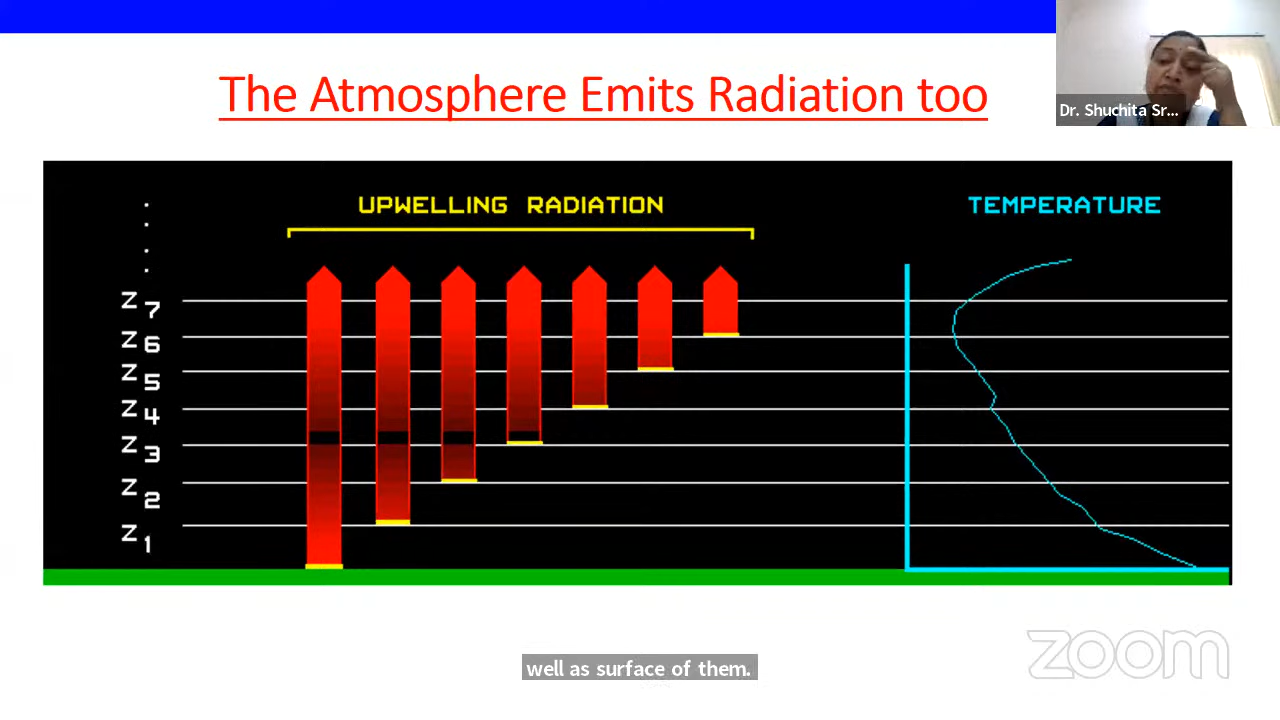 The Atmosphere Emits Radiation too
Dr. Shuchita Sr...
UPWELLING RADIATION
TEMPERATURE
Z7
Z6
Z5
Z4
Z3
Z2
Z1
zoom
well as surface of them.